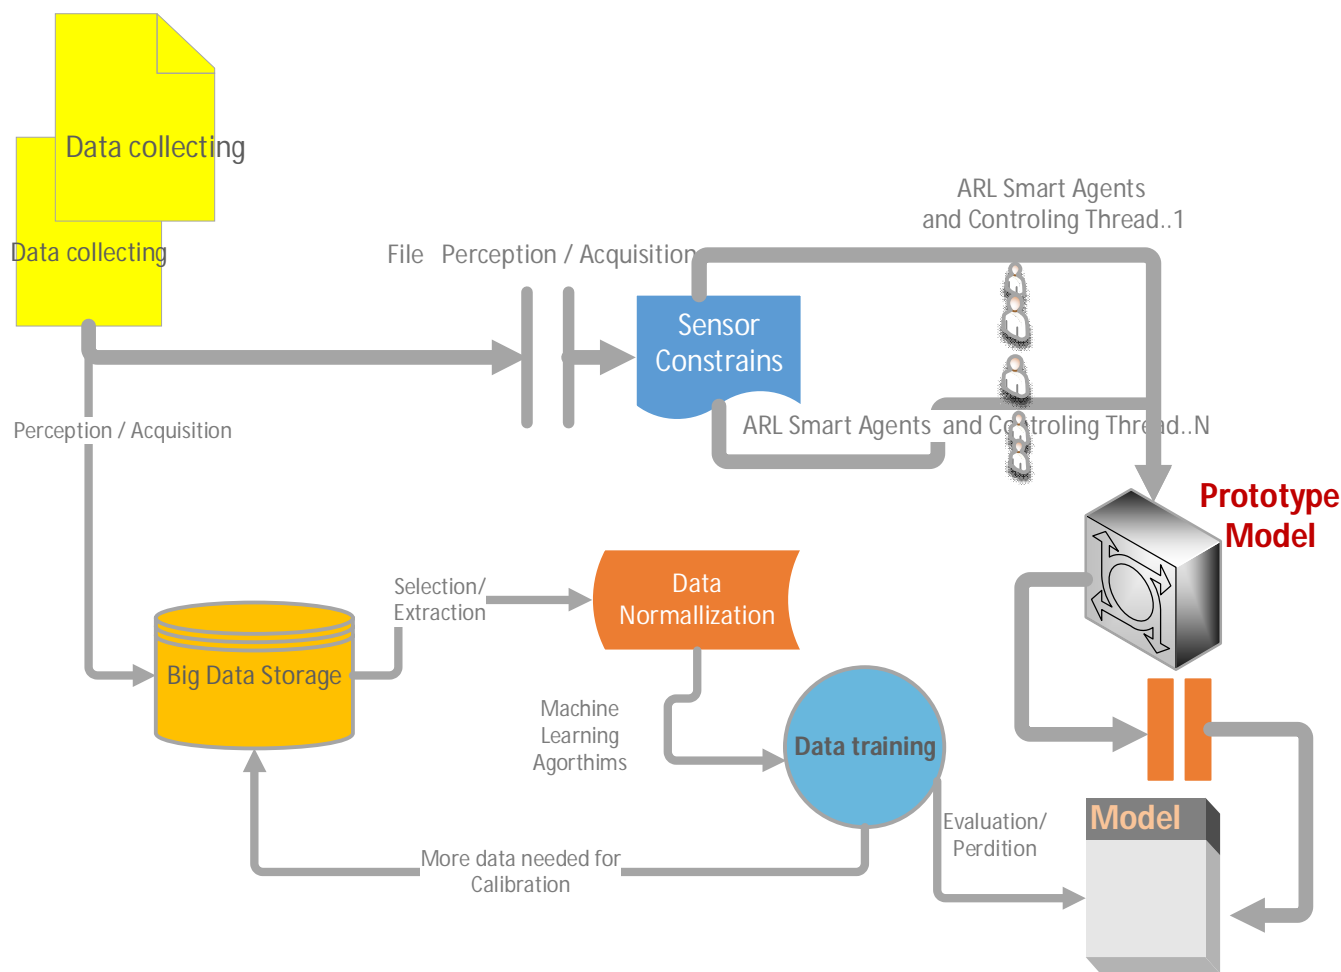 Data collecting
Data collecting
File Perception / Acquisition
ARL Smart Agents
and Controling Thread..1
Sensor
Constrains
ARL Smart Agents and Controling Thread..N
Perception / Acquisition
Prototype
Model
Selection/
Extraction
Data
Normallization
Big Data Storage
Machine
Learning
Agorthims
Data training
Evaluation/
Perdition
Model
More data needed for
Calibration